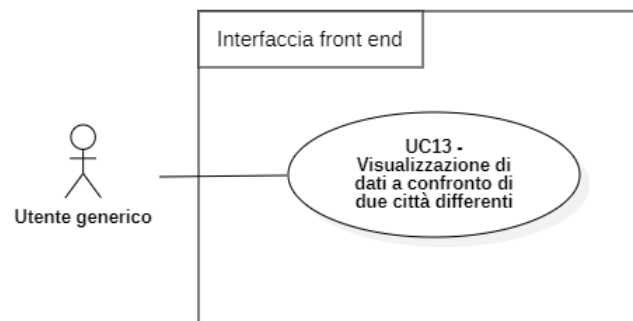 Interfaccia front end
UC13 -
Visualizzazione di
dati a confronto di
due città differenti
Utente generico